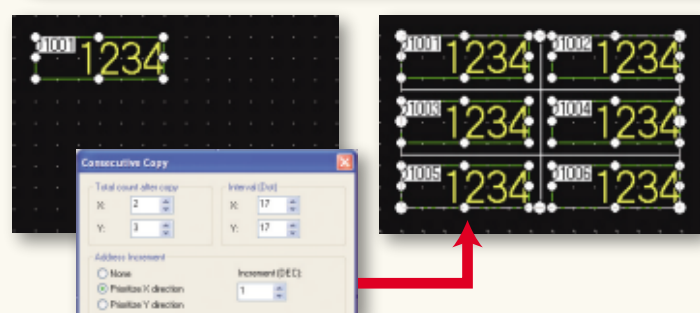 01001 1234
Consecutive Copy
Total count after copy
Interval (Dot)
X: 2
X: 17
Y: 3
Y: 17
Address Increment
None
Increment (DEC):
Prioritize X direction
1
Prioritize Y direction
01001 1234 01002 1234
01003 1234 01004 1234
01005 1234 01006 1234